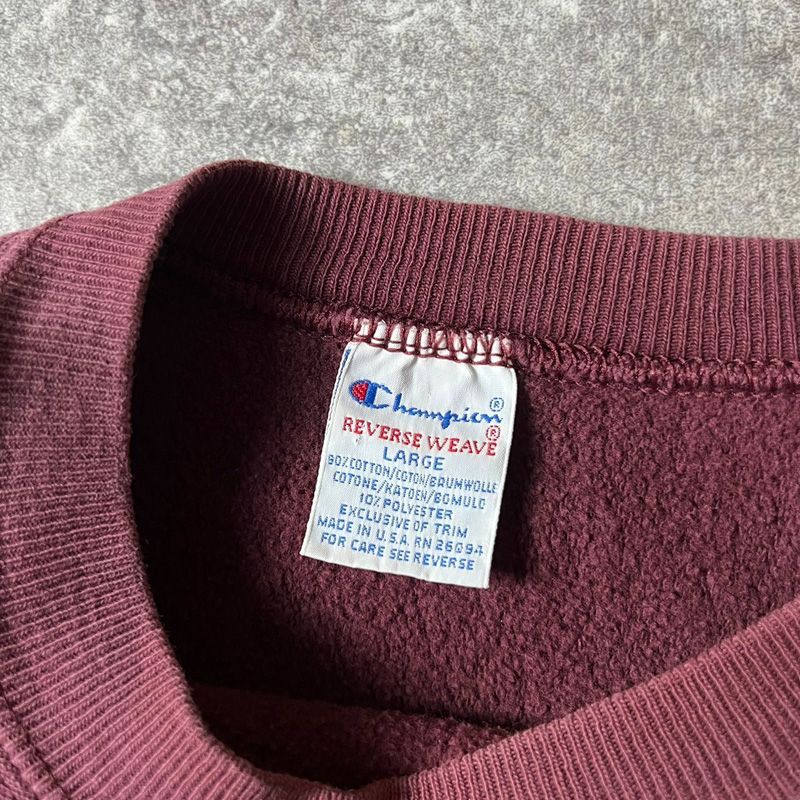 Champion®
REVERSE WEAVE®
LARGE
90% COTTON/COTON/BAUMWOLLE
COTONE/KATOEN/BOMULD
10% POLYESTER
EXCLUSIVE OF TRIM
MADE IN U.S.A. RN 26094
FOR CARE SEE REVERSE